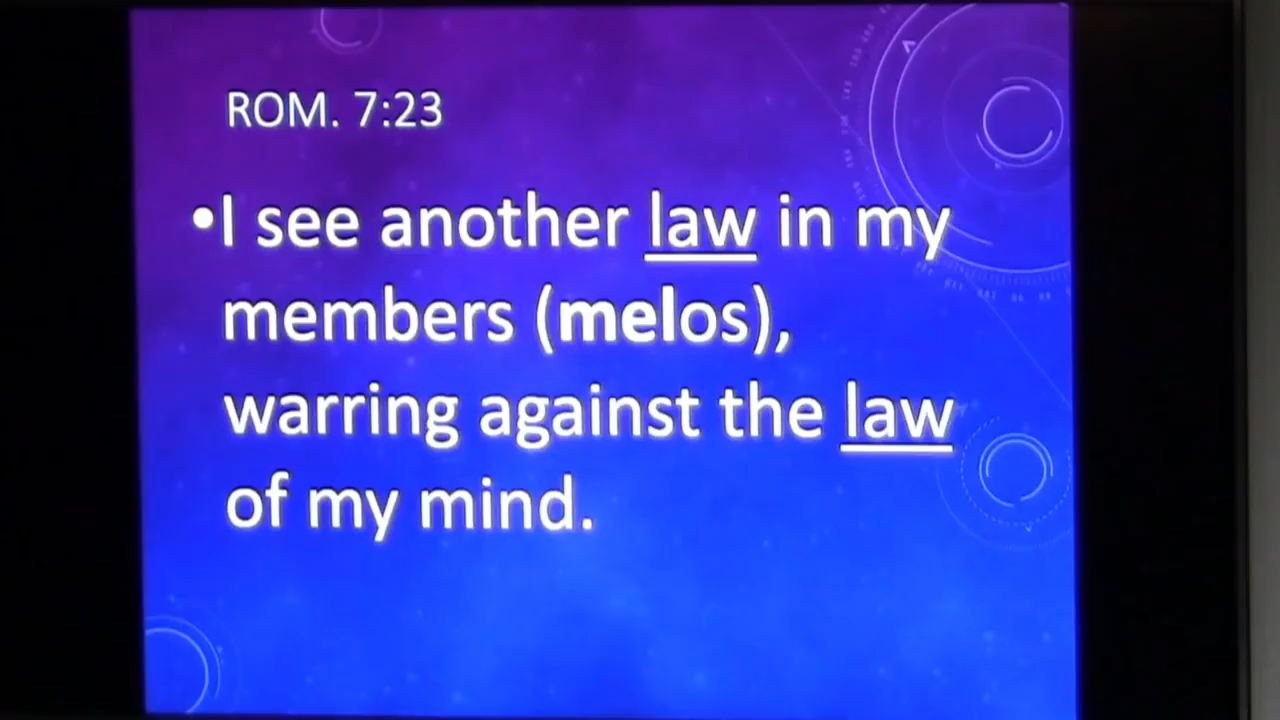 ROM. 7:23
•I see another law in my
members (melos),
warring against the law
of my mind.